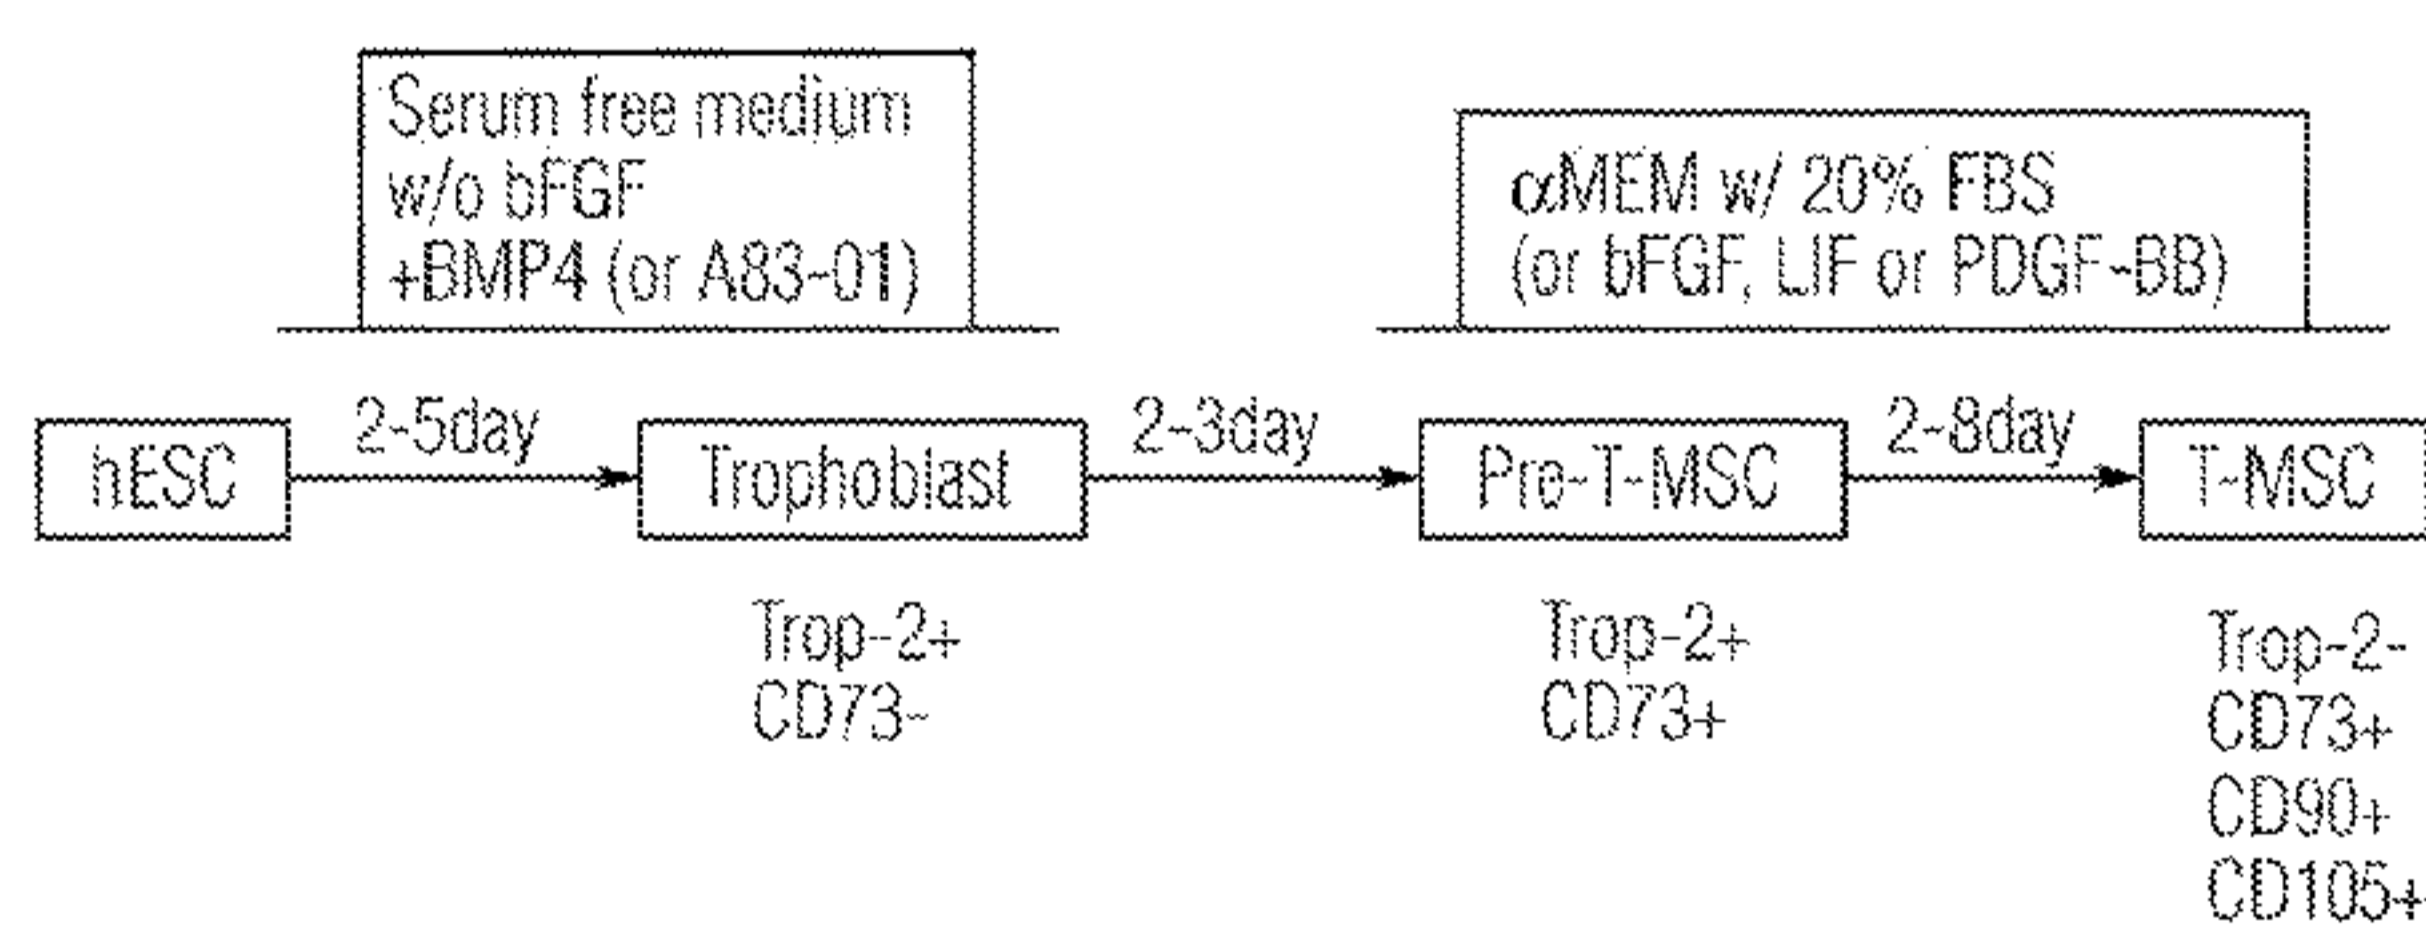 Serum free medium
w/o bFGF
+BMP4 (or A83-01)
αMEM w/ 20% FBS
(or bFGF, LIF or PDGF-BB)
hESC
2-5day
Trophoblast
2-3day
Pre-T-MSC
2-8day
T-MSC
Trop-2+
CD73-
Trop-2+
CD73+
Trop-2-
CD73+
CD90+
CD105+